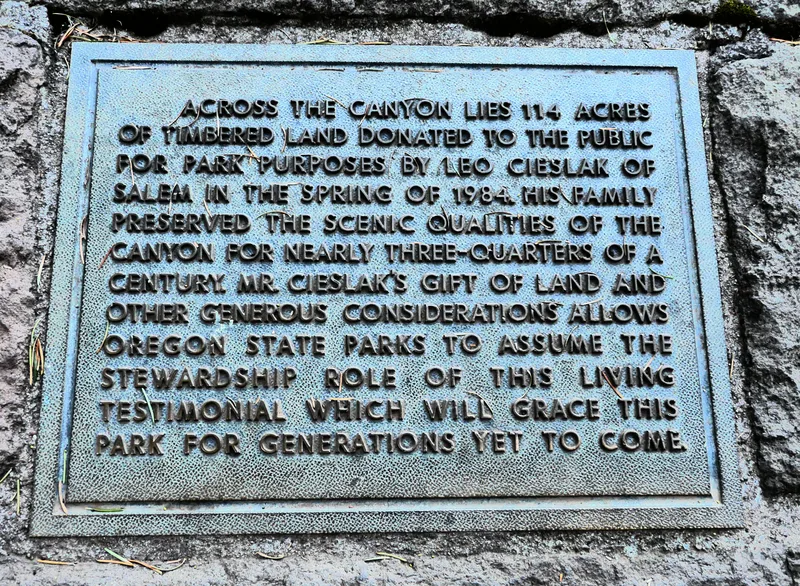 ACROSS THE CANYON LIES 114 ACRES
OF TIMBERED LAND DONATED TO THE PUBLIC
FOR PARK PURPOSES BY LEO CIESLAK OF
SALEM IN THE SPRING OF 1984. HIS FAMILY
PRESERVED THE SCENIC QUALITIES OF THE
CANYON FOR NEARLY THREE-QUARTERS OF A
CENTURY. MR. CIESLAK'S GIFT OF LAND AND
OTHER GENEROUS CONSIDERATIONS ALLOWS
OREGON STATE PARKS TO ASSUME THE
STEWARDSHIP ROLE OF THIS LIVING
TESTIMONIAL WHICH WILL GRACE THIS
PARK FOR GENERATIONS YET TO COME.